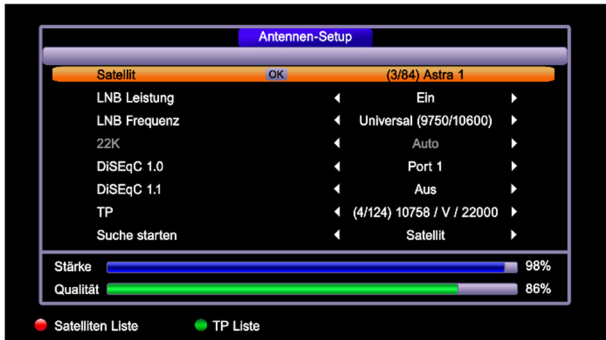 Antennen-Setup
Satellit OK (3/84) Astra 1
LNB Leistung Ein
LNB Frequenz Universal (9750/10600)
22K Auto
DiSEqC 1.0 Port 1
DiSEqC 1.1 Aus
TP (4/124) 10758 / V / 22000
Suche starten Satellit
Stärke 98%
Qualität 86%
Satelliten Liste TP Liste